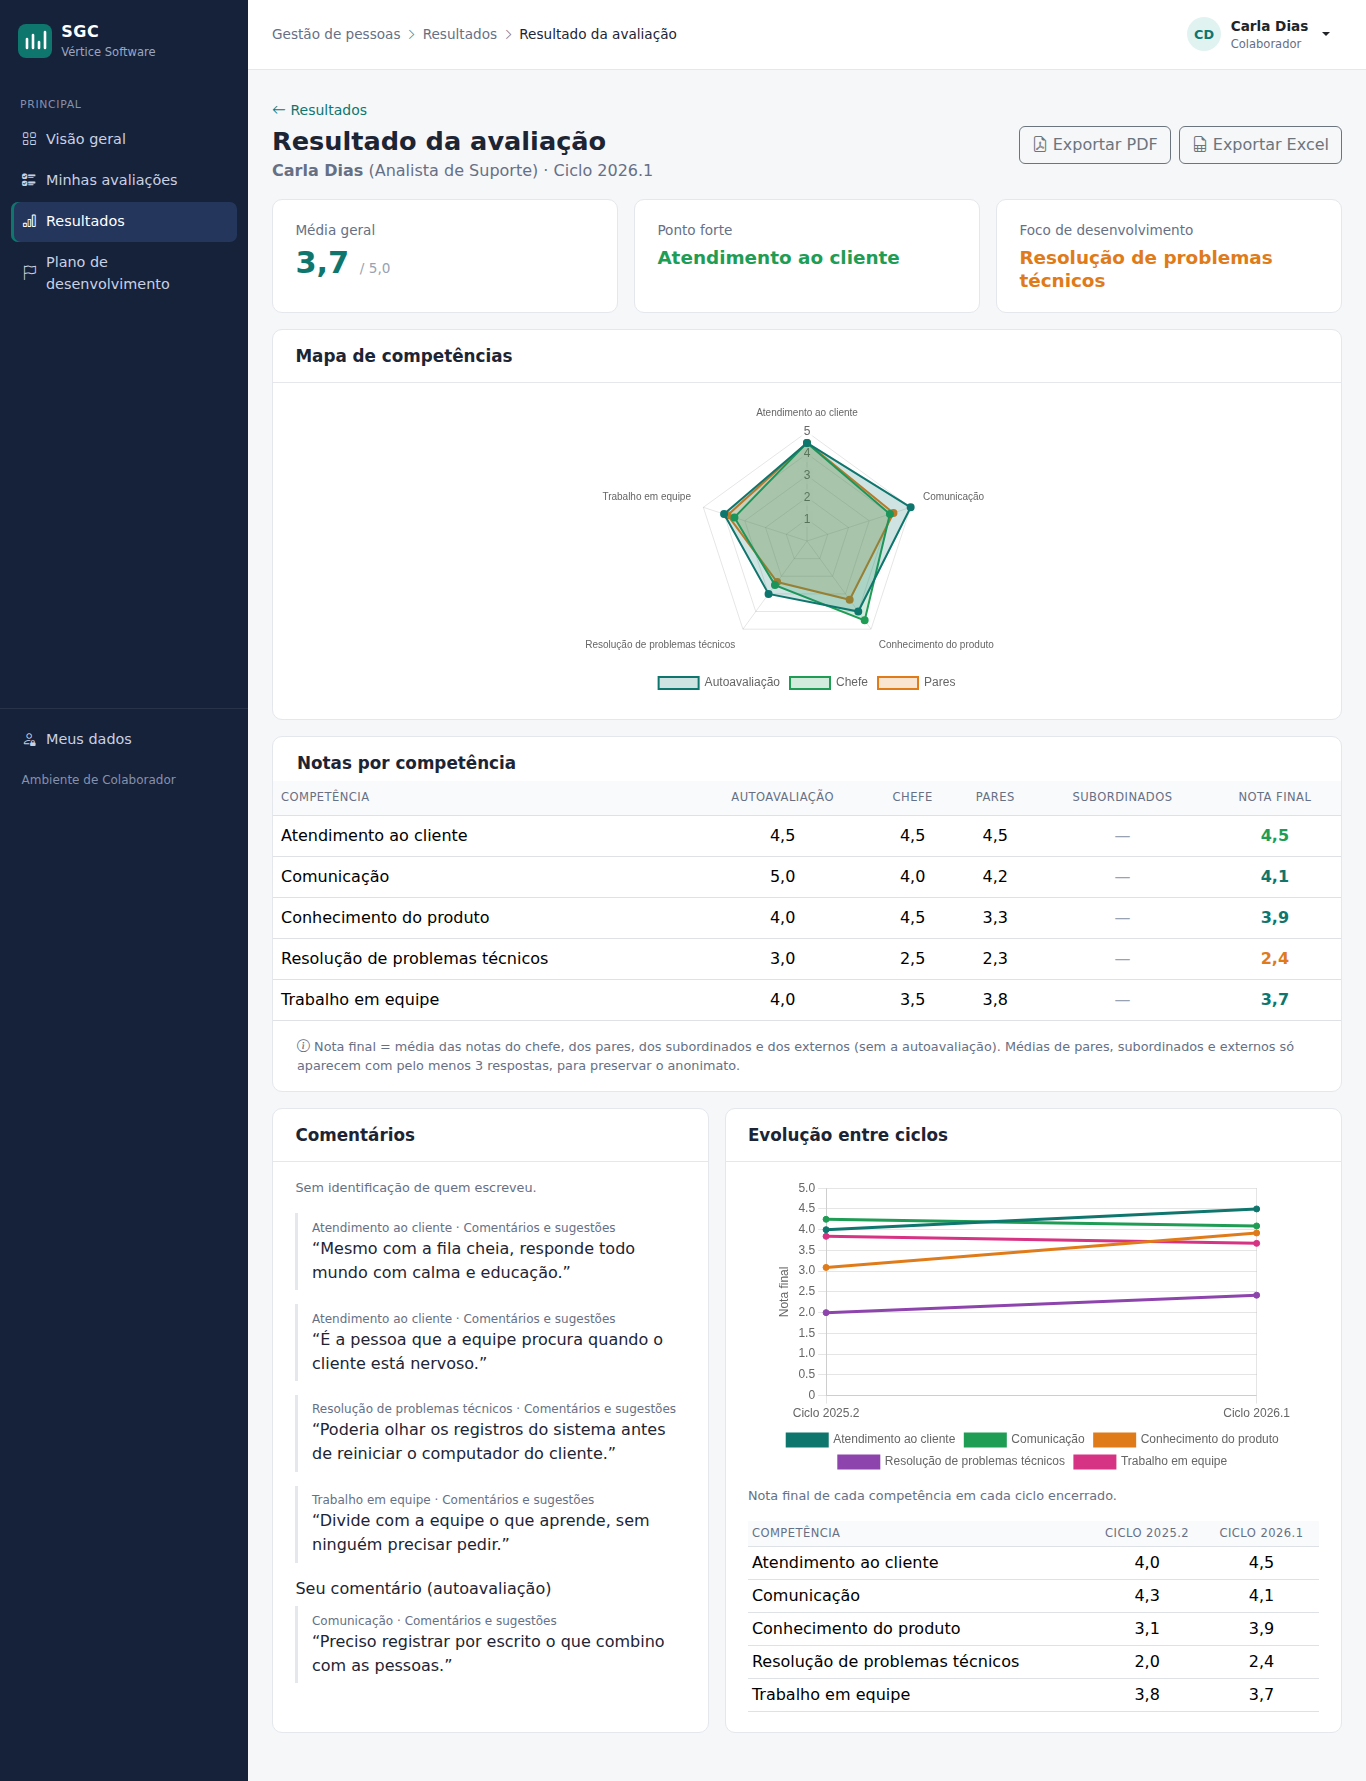 SGC
Vértice Software
PRINCIPAL
Visão geral
Minhas avaliações
Resultados
Plano de
desenvolvimento
Meus dados
Ambiente de Colaborador
Gestão de pessoas > Resultados > Resultado da avaliação
CD
Carla Dias
Colaborador
← Resultados
Resultado da avaliação
Carla Dias (Analista de Suporte) · Ciclo 2026.1
Exportar PDF
Exportar Excel
Média geral
3,7 / 5,0
Ponto forte
Atendimento ao cliente
Foco de desenvolvimento
Resolução de problemas
técnicos
Mapa de competências
Atendimento ao cliente
5
4
3
2
1
Trabalho em equipe
Comunicação
Resolução de problemas técnicos
Conhecimento do produto
Autoavaliação Chefe Pares
Notas por competência
COMPETÊNCIA AUTOAVALIAÇÃO CHEFE PARES SUBORDINADOS NOTA FINAL
Atendimento ao cliente 4,5 4,5 4,5 — 4,5
Comunicação 5,0 4,0 4,2 — 4,1
Conhecimento do produto 4,0 4,5 3,3 — 3,9
Resolução de problemas técnicos 3,0 2,5 2,3 — 2,4
Trabalho em equipe 4,0 3,5 3,8 — 3,7
Nota final = média das notas do chefe, dos pares, dos subordinados e dos externos (sem a autoavaliação). Médias de pares, subordinados e externos só
aparecem com pelo menos 3 respostas, para preservar o anonimato.
Comentários
Sem identificação de quem escreveu.
Atendimento ao cliente · Comentários e sugestões
“Mesmo com a fila cheia, responde todo
mundo com calma e educação.”
Atendimento ao cliente · Comentários e sugestões
“É a pessoa que a equipe procura quando o
cliente está nervoso.”
Resolução de problemas técnicos · Comentários e sugestões
“Poderia olhar os registros do sistema antes
de reiniciar o computador do cliente.”
Trabalho em equipe · Comentários e sugestões
“Divide com a equipe o que aprende, sem
ninguém precisar pedir.”
Seu comentário (autoavaliação)
Comunicação · Comentários e sugestões
“Preciso registrar por escrito o que combino
com as pessoas.”
Evolução entre ciclos
Nota final
5.0
4.5
4.0
3.5
3.0
2.5
2.0
1.5
1.0
0.5
0
Ciclo 2025.2 Ciclo 2026.1
Atendimento ao cliente Comunicação Conhecimento do produto
Resolução de problemas técnicos Trabalho em equipe
Nota final de cada competência em cada ciclo encerrado.
COMPETÊNCIA CICLO 2025.2 CICLO 2026.1
Atendimento ao cliente 4,0 4,5
Comunicação 4,3 4,1
Conhecimento do produto 3,1 3,9
Resolução de problemas técnicos 2,0 2,4
Trabalho em equipe 3,8 3,7